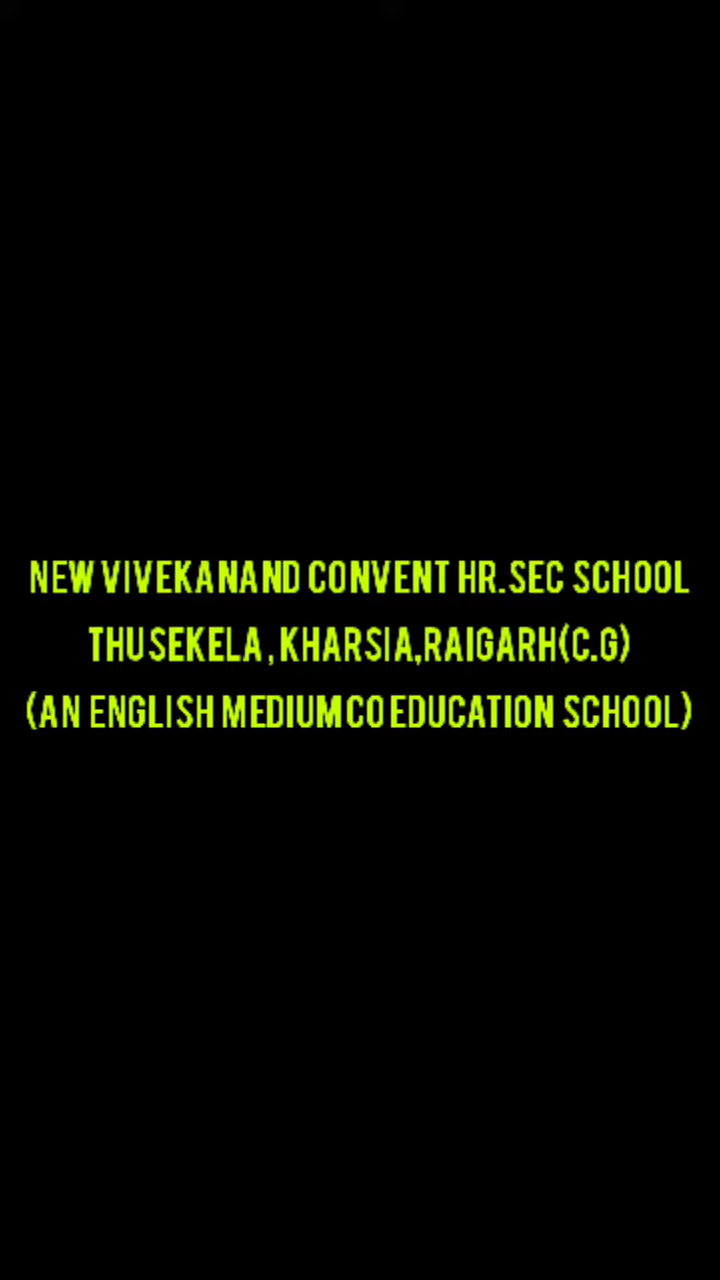 NEW VIVEKANAND CONVENT HR.SEC SCHOOL
THUSEKELA, KHARSIA,RAIGARH(C.G)
(AN ENGLISH MEDIUM CO EDUCATION SCHOOL)